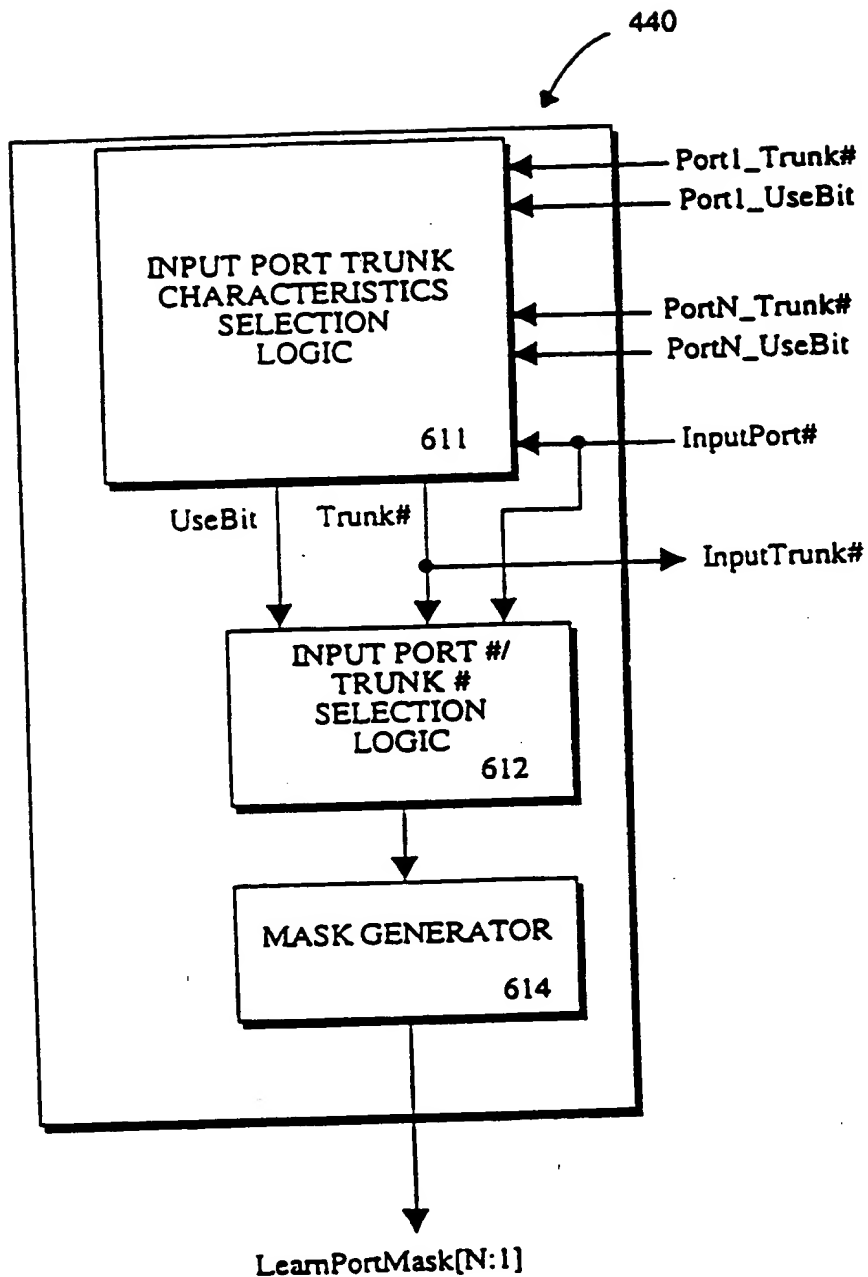 440
Port1_Trunk#
Port1_UseBit
INPUT PORT TRUNK
CHARACTERISTICS
SELECTION
LOGIC
PortN_Trunk#
PortN_UseBit
611
InputPort#
UseBit
Trunk#
InputTrunk#
INPUT PORT #/
TRUNK #
SELECTION
LOGIC
612
MASK GENERATOR
614
LearnPortMask[N:1]